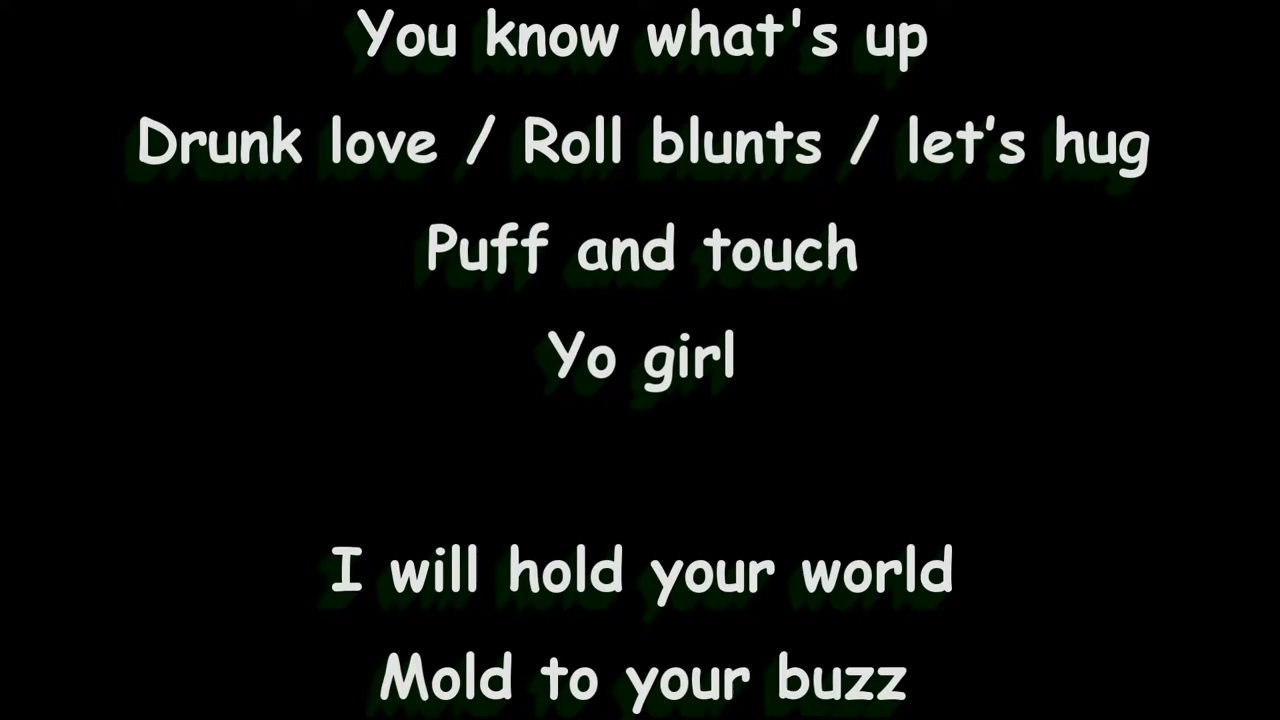 You know what's up
Drunk love / Roll blunts / let’s hug
Puff and touch
Yo girl
I will hold your world
Mold to your buzz